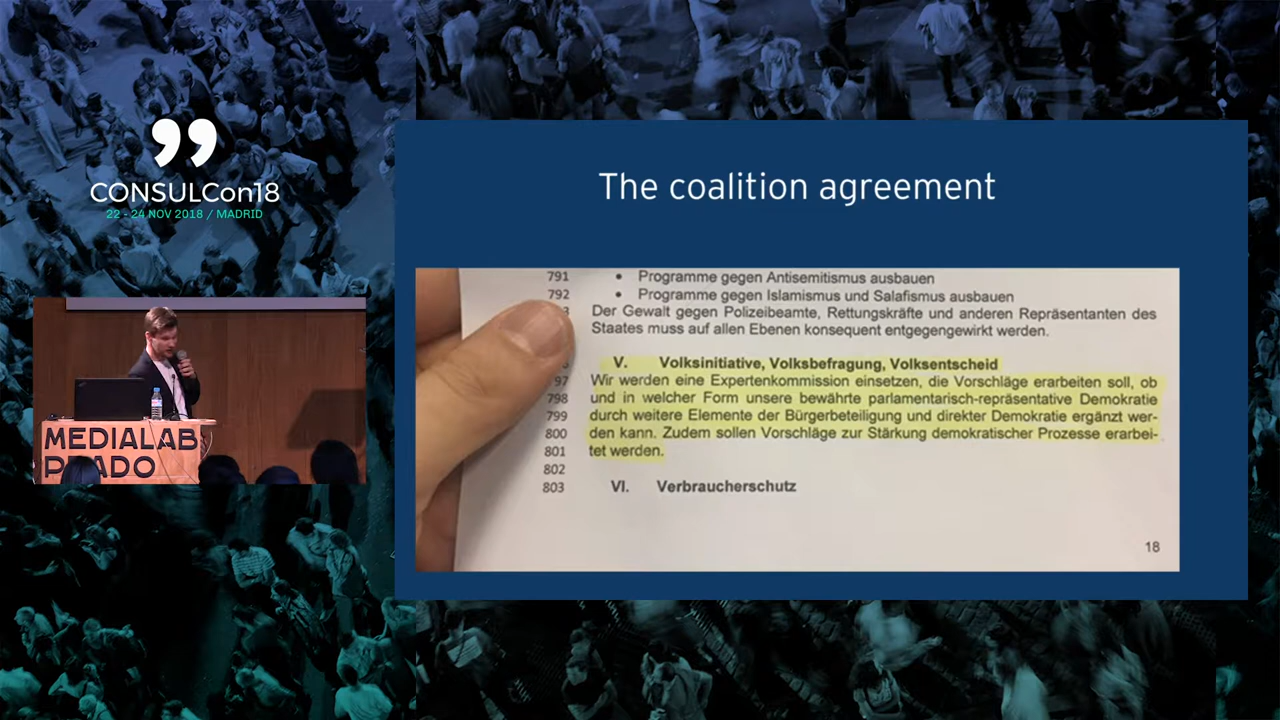 CONSULCon18
22 - 24 NOV 2018 / MADRID
MEDIALAB
PRADO
The coalition agreement
791 • Programme gegen Antisemitismus ausbauen
792 • Programme gegen Islamismus und Salafismus ausbauen
3 Der Gewalt gegen Polizeibeamte, Rettungskräfte und anderen Repräsentanten des
Staates muss auf allen Ebenen konsequent entgegengewirkt werden.
V. Volksinitiative, Volksbefragung, Volksentscheid
97 Wir werden eine Expertenkommission einsetzen, die Vorschläge erarbeiten soll, ob
798 und in welcher Form unsere bewährte parlamentarisch-repräsentative Demokratie
799 durch weitere Elemente der Bürgerbeteiligung und direkter Demokratie ergänzt wer-
800 den kann. Zudem sollen Vorschläge zur Stärkung demokratischer Prozesse erarbei-
801 tet werden.
802
803 VI. Verbraucherschutz
18